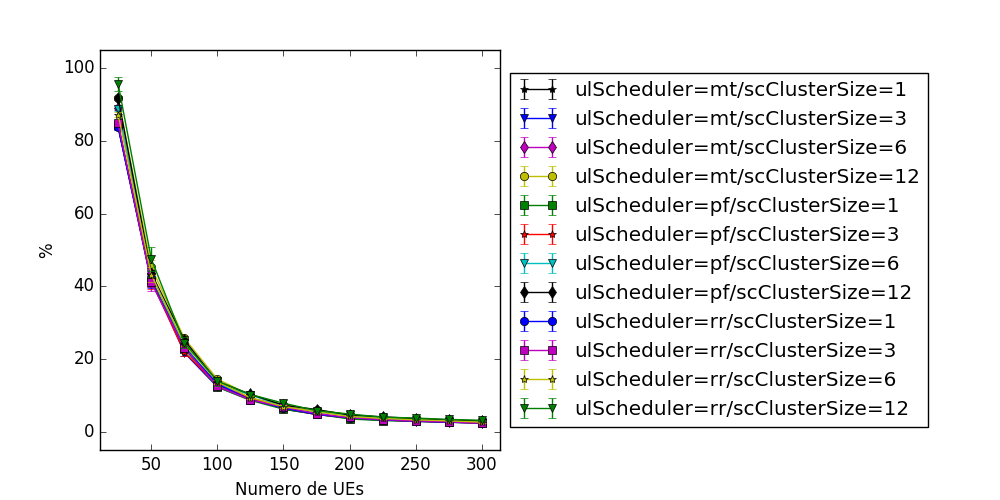 100
80
60
40
20
0
%
50 100 150 200 250 300
Numero de UEs
ulScheduler=mt/scClusterSize=1
ulScheduler=mt/scClusterSize=3
ulScheduler=mt/scClusterSize=6
ulScheduler=mt/scClusterSize=12
ulScheduler=pf/scClusterSize=1
ulScheduler=pf/scClusterSize=3
ulScheduler=pf/scClusterSize=6
ulScheduler=pf/scClusterSize=12
ulScheduler=rr/scClusterSize=1
ulScheduler=rr/scClusterSize=3
ulScheduler=rr/scClusterSize=6
ulScheduler=rr/scClusterSize=12